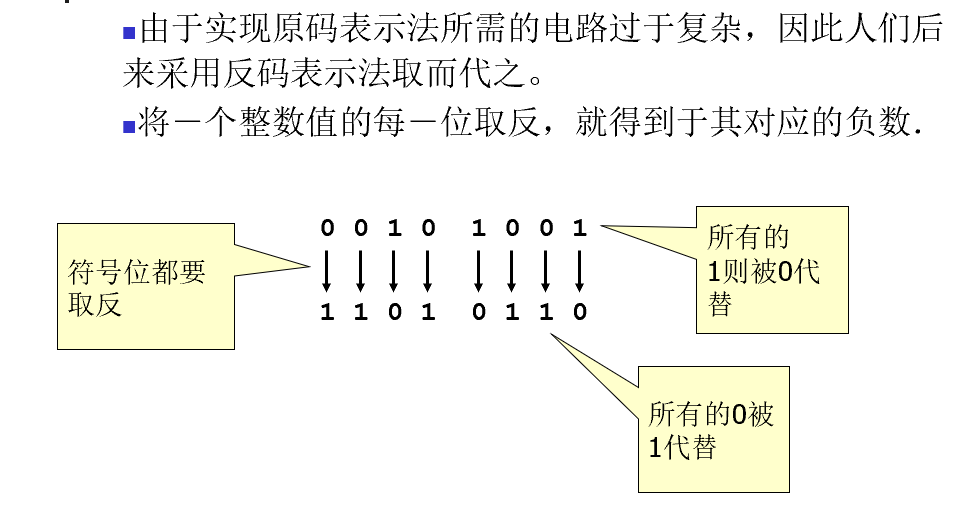 ■由于实现原码表示法所需的电路过于复杂，因此人们后
来采用反码表示法取而代之。
■将一个整数值的每一位取反，就得到于其对应的负数.
0 0 1 0 1 0 0 1
所有的
1则被0代
替
符号位都要
取反
1 1 0 1 0 1 1 0
所有的0被
1代替